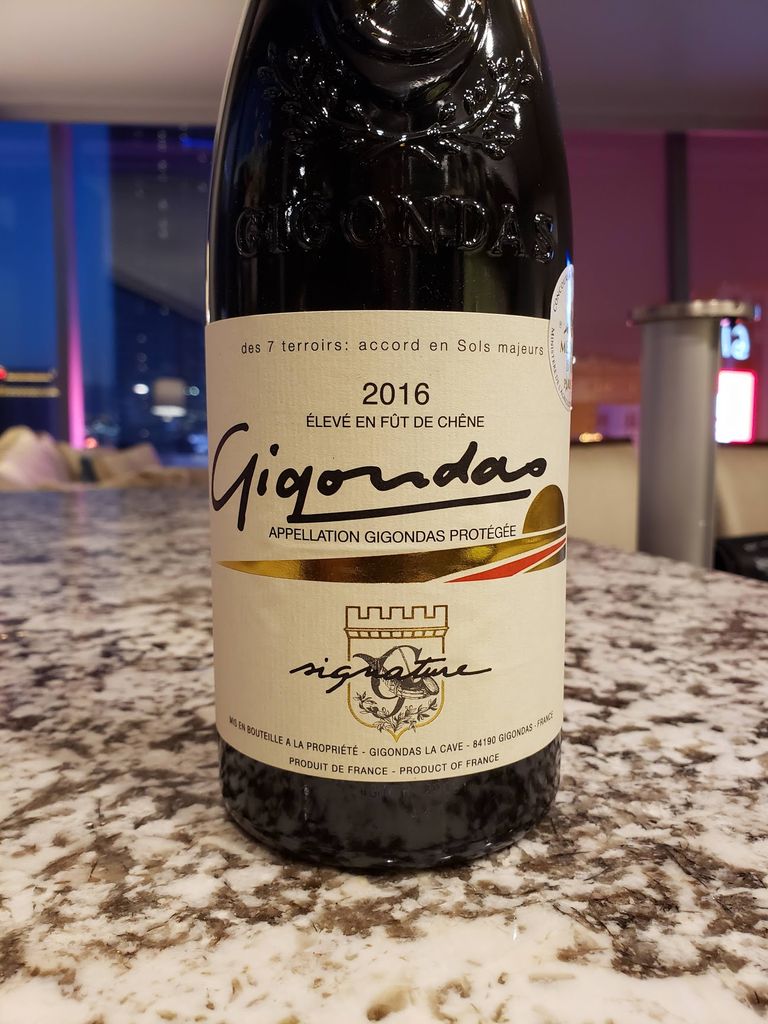 GIGONDAS
des 7 terroirs: accord en Sols majeurs
2016
ÉLEVÉ EN FÛT DE CHÊNE
Gigondas
APPELLATION GIGONDAS PROTÉGÉE
G
signature
MIS EN BOUTEILLE A LA PROPRIÉTÉ - GIGONDAS LA CAVE - 84190 GIGONDAS - FRANCE
PRODUIT DE FRANCE - PRODUCT OF FRANCE